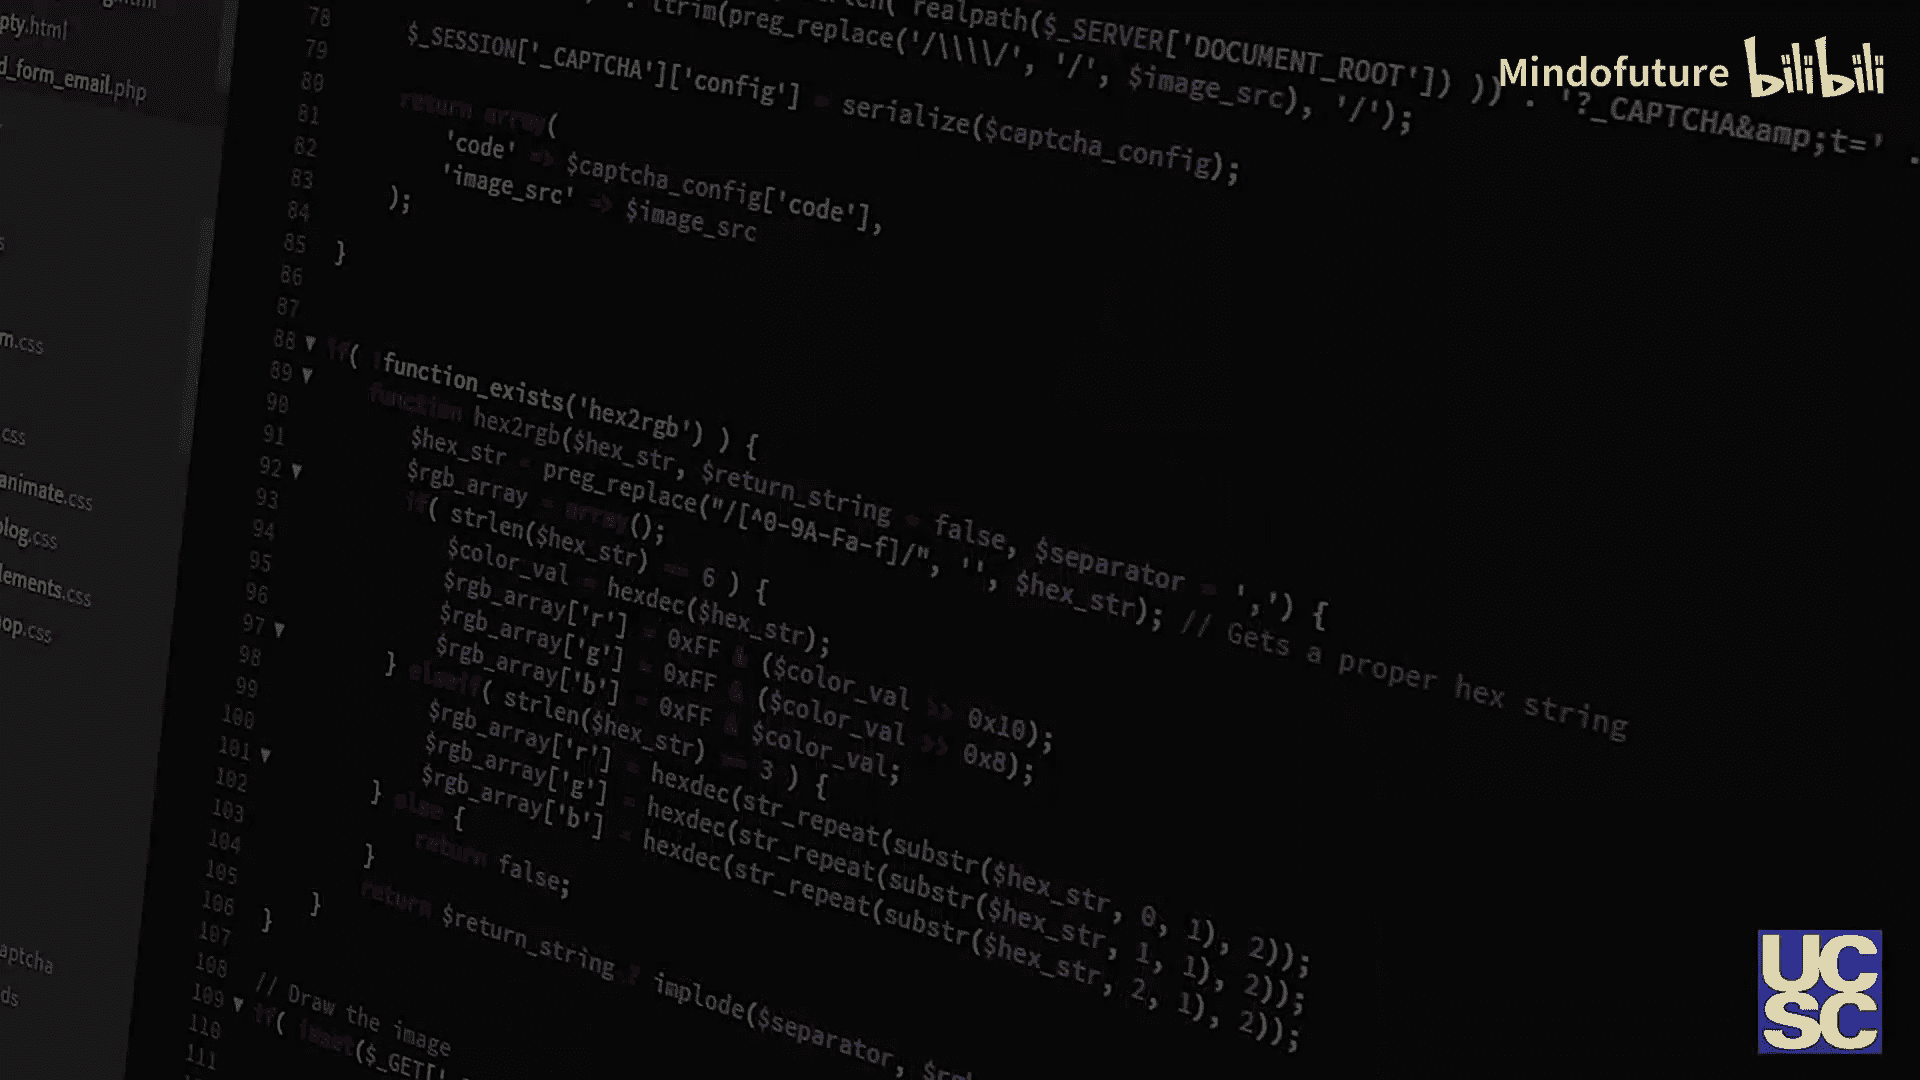 pty.html
d_form_email.php
m.css
.css
animate.css
olog.css
lements.css
op.css
aptcha
ds
78
79
80
81
82
83
84
85
86
87
88
89
90
91
92
93
94
95
96
97
98
99
100
101
102
103
104
105
106
107
108
109
110
111
realpath($_SERVER['DOCUMENT_ROOT']) )) . '?_CAPTCHA&amp;t=' .
ltrim(preg_replace('/\\\\/', '/', $image_src), '/');
$_SESSION['_CAPTCHA']['config'] = serialize($captcha_config);
return array(
'code' => $captcha_config['code'],
'image_src' => $image_src
);
}
if( !function_exists('hex2rgb') ) {
function hex2rgb($hex_str, $return_string = false, $separator = ',') {
$hex_str = preg_replace("/[^0-9A-Fa-f]/", '', $hex_str); // Gets a proper hex string
$rgb_array = array();
if( strlen($hex_str) == 6 ) {
$color_val = hexdec($hex_str);
$rgb_array['r'] = 0xFF & ($color_val >> 0x10);
$rgb_array['g'] = 0xFF & ($color_val >> 0x8);
$rgb_array['b'] = 0xFF & $color_val;
} elseif( strlen($hex_str) == 3 ) {
$rgb_array['r'] = hexdec(str_repeat(substr($hex_str, 0, 1), 2));
$rgb_array['g'] = hexdec(str_repeat(substr($hex_str, 1, 1), 2));
$rgb_array['b'] = hexdec(str_repeat(substr($hex_str, 2, 1), 2));
} else {
return false;
}
return $return_string ? implode($separator, $rg
}
}
// Draw the image
if( isset($_GET['
Mindofuture bilibili
UC
SC